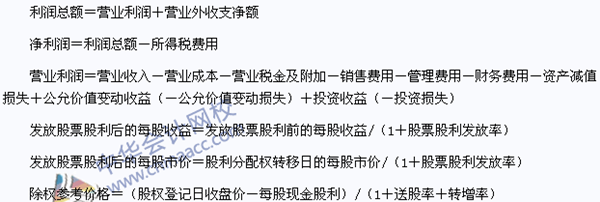 利润总额＝营业利润＋营业外收支净额
净利润＝利润总额－所得税费用
营业利润＝营业收入－营业成本－营业税金及附加－销售费用－管理费用－财务费用－资产减值
损失＋公允价值变动收益（－公允价值变动损失）＋投资收益（－投资损失）
发放股票股利后的每股收益＝发放股票股利前的每股收益/（1＋股票股利发放率）
发放股票股利后的每股市价＝股利分配权转移日的每股市价/（1＋股票股利发放率）
除权参考价格＝（股权登记日收盘价－每股现金股利）/（1＋送股率＋转增率）
中华会计网校
www.chinaacc.com